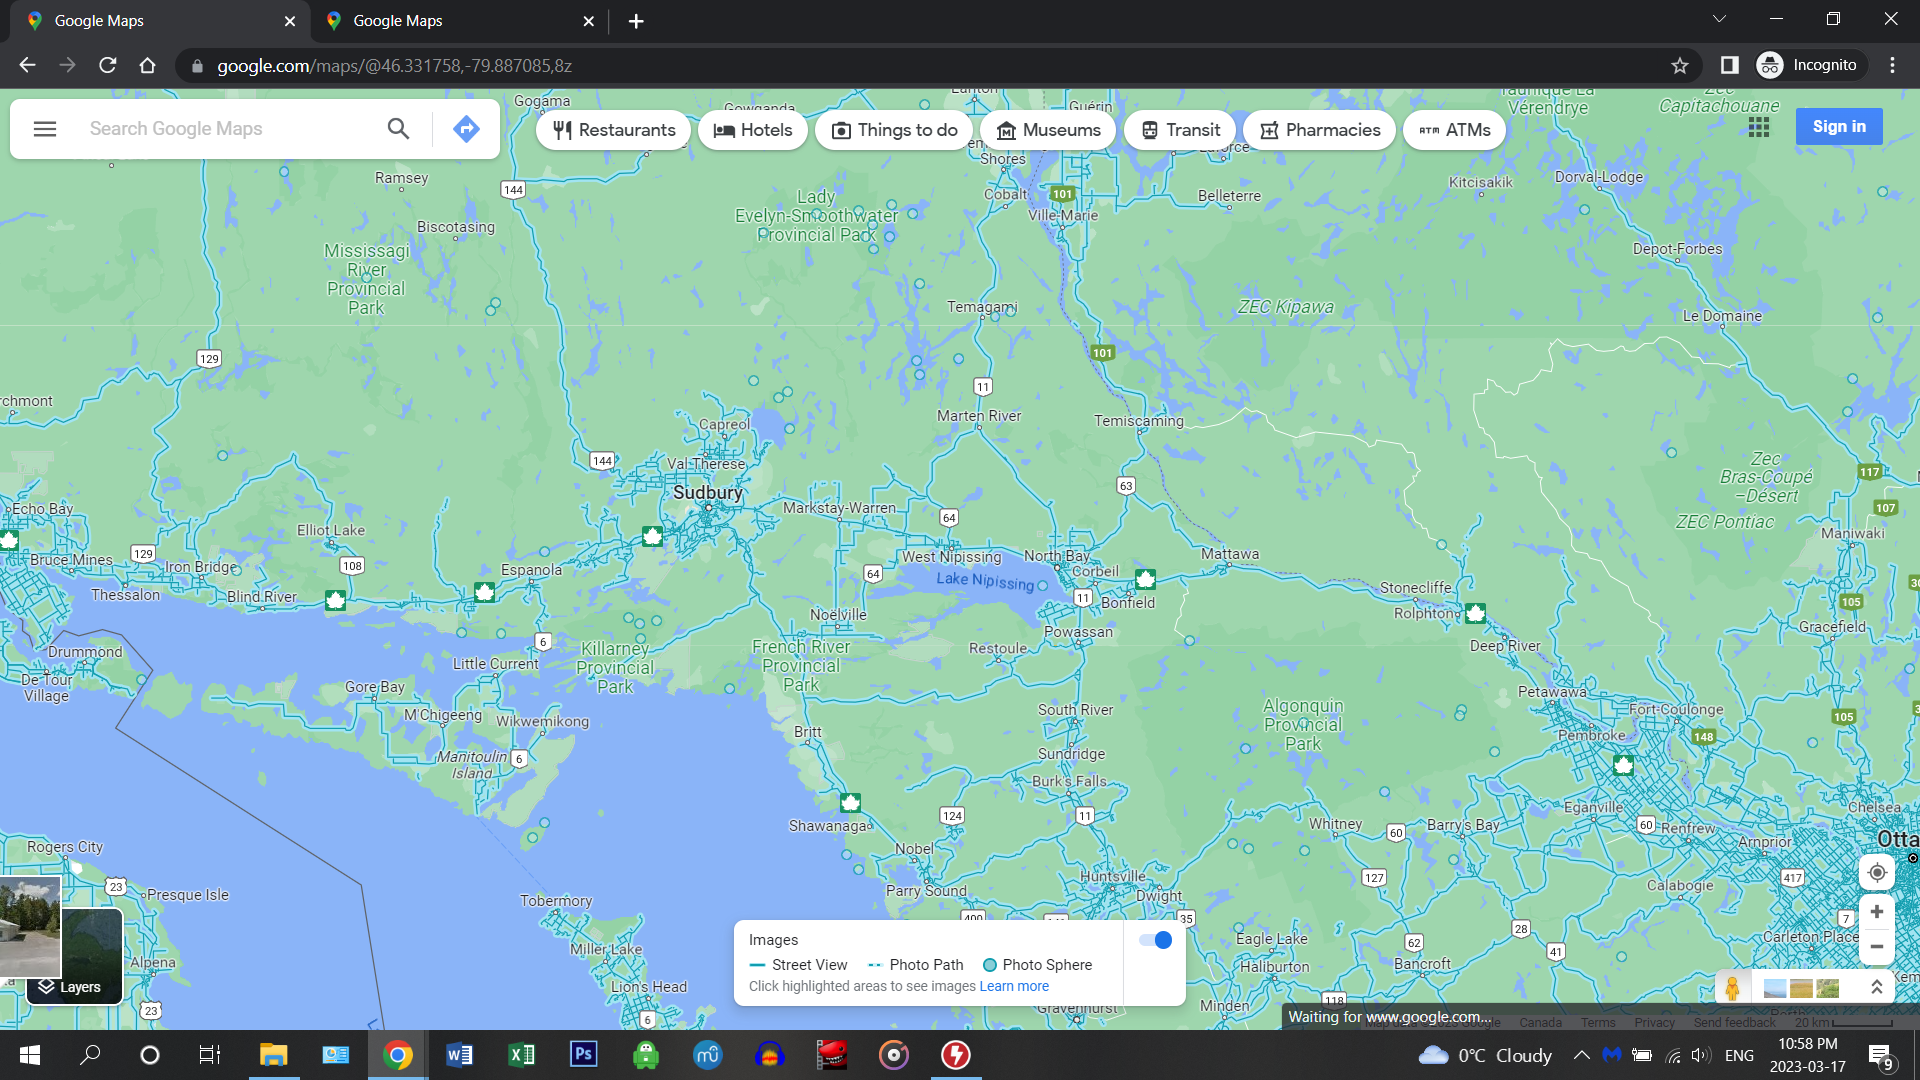 Google Maps
Google Maps
google.com/maps/@46.331758,-79.887085,8z
Incognito
Search Google Maps
Restaurants
Hotels
Things to do
Museums
Transit
Pharmacies
ATM ATMs
Sign in
Gogama
Gowganda
Guérin
Vérendrye
Zec
Capitachouane
Shores
Laforce
Ramsey
144
Cobalt
101
Ville-Marie
Belleterre
Kitcisakik
Dorval-Lodge
Biscotasing
Lady
Evelyn-Smoothwater
Provincial Park
Mississagi
River
Provincial
Park
Depot-Forbes
Temagami
ZEC Kipawa
Le Domaine
129
101
11
Marten River
Temiscaming
Capreol
144
Val Therese
Sudbury
63
Zec
Bras-Coupé
–Désert
117
107
ZEC Pontiac
Maniwaki
Echo Bay
Elliot Lake
Markstay-Warren
64
129
Bruce Mines
Iron Bridge
108
Espanola
West Nipissing
North Bay
Mattawa
Thessalon
Blind River
64
Lake Nipissing
Corbeil
11
Bonfield
Stonecliffe
Rolphton
105
Noëlville
Powassan
Gracefield
Drummond
6
Little Current
Killarney
Provincial
Park
French River
Provincial
Park
Restoule
Deep River
De Tour
Village
Gore Bay
M'Chigeeng
Wikwemikong
South River
Algonquin
Provincial
Park
Petawawa
Fort-Coulonge
105
Britt
Pembroke
148
Manitoulin
Island
6
Sundridge
Burk's Falls
Shawanaga
124
11
Whitney
60
Barry's Bay
Eganville
60
Renfrew
Chelsea
Rogers City
Nobel
Arnprior
Otta
23
Presque Isle
Parry Sound
Huntsville
Dwight
127
Calabogie
417
Tobermory
400
35
7
Miller Lake
Eagle Lake
62
28
41
Carleton Place
Alpena
Haliburton
Bancroft
Lion's Head
23
6
Gravenhurst
Minden
118
Images
Street View
Photo Path
Photo Sphere
Click highlighted areas to see images Learn more
Layers
Waiting for www.google.com...
Map data ©2023 Google
Canada
Terms
Privacy
Send feedback
20 km
0°C Cloudy
ENG
10:58 PM
2023-03-17
9